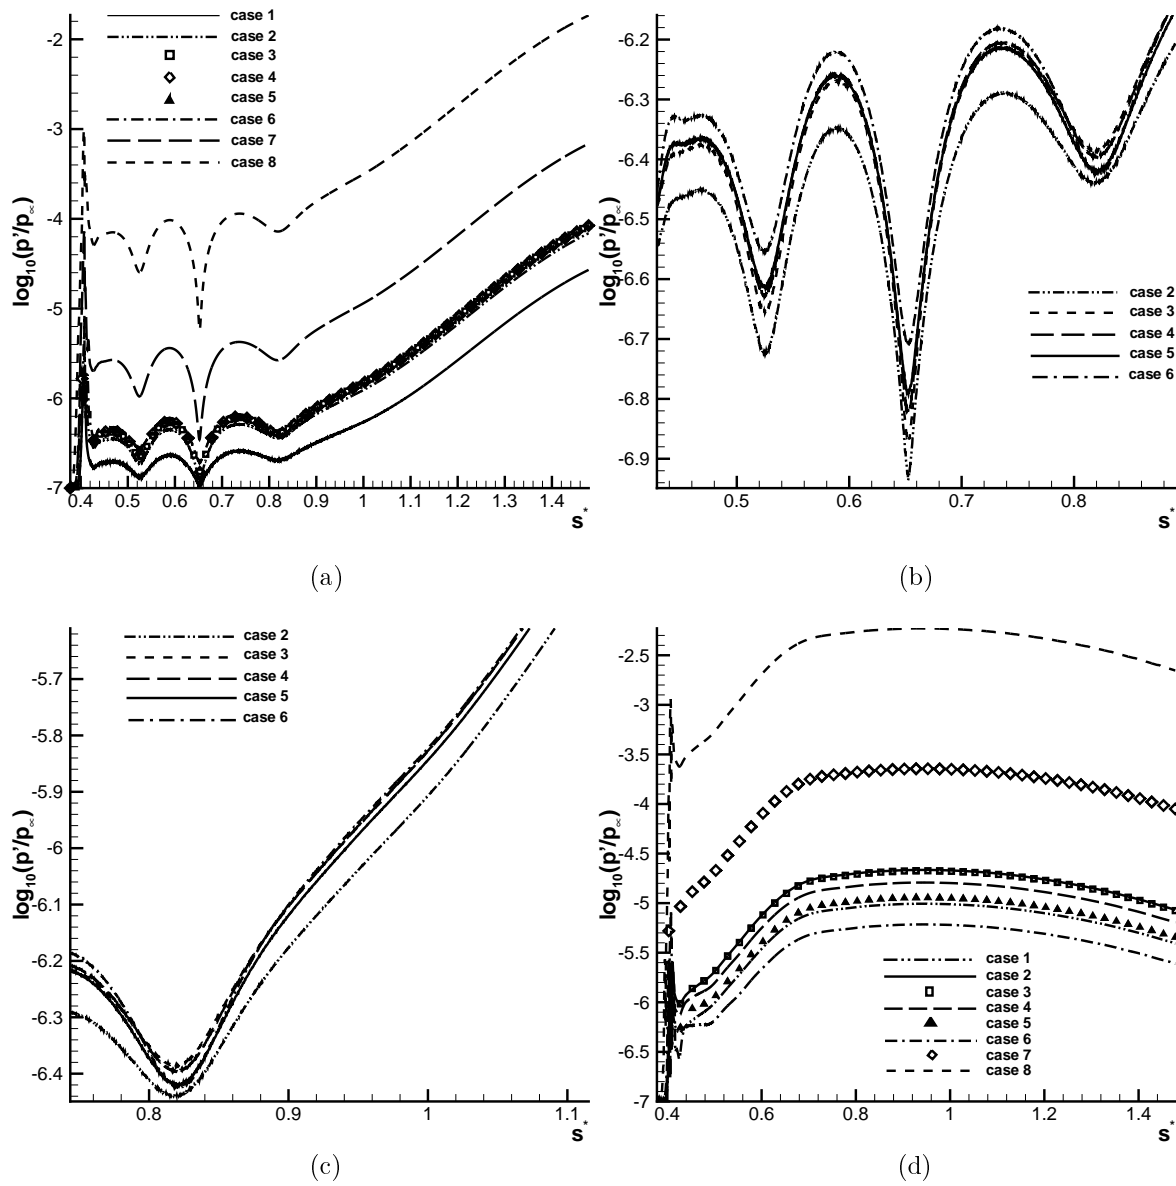 case 1
case 2
case 3
case 4
case 5
case 6
case 7
case 8
-2
-3
-4
-5
-6
-7
log10(p'/p∞)
0.4 0.5 0.6 0.7 0.8 0.9 1 1.1 1.2 1.3 1.4
s*
(a)
-6.2
-6.3
-6.4
-6.5
-6.6
-6.7
-6.8
-6.9
log10(p'/p∞)
case 2
case 3
case 4
case 5
case 6
0.5 0.6 0.7 0.8
s*
(b)
case 2
case 3
case 4
case 5
case 6
-5.7
-5.8
-5.9
-6
-6.1
-6.2
-6.3
-6.4
log10(p'/p∞)
0.8 0.9 1 1.1
s*
(c)
-2.5
-3
-3.5
-4
-4.5
-5
-5.5
-6
-6.5
-7
log10(p'/p∞)
case 1
case 2
case 3
case 4
case 5
case 6
case 7
case 8
0.4 0.6 0.8 1 1.2 1.4
s*
(d)